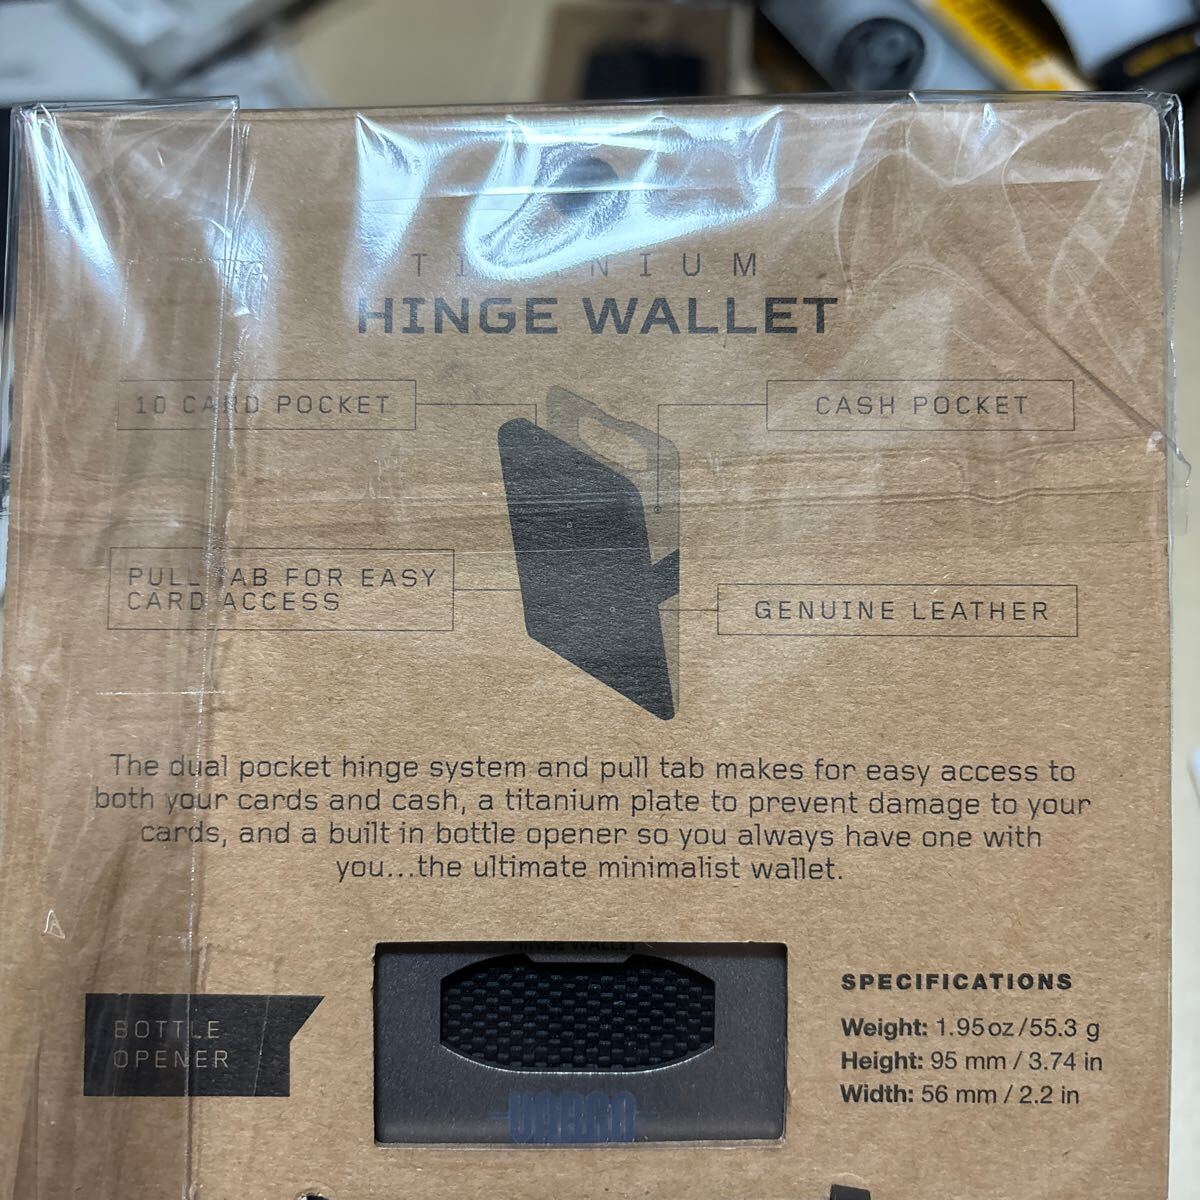 TITANIUM
HINGE WALLET
10 CARD POCKET
CASH POCKET
PULL TAB FOR EASY
CARD ACCESS
GENUINE LEATHER
The dual pocket hinge system and pull tab makes for easy access to
both your cards and cash, a titanium plate to prevent damage to your
cards, and a built in bottle opener so you always have one with
you...the ultimate minimalist wallet.
HINGE WALLET
BOTTLE
OPENER
SPECIFICATIONS
Weight: 1.95oz/55.3 g
Height: 95 mm / 3.74 in
Width: 56 mm / 2.2 in